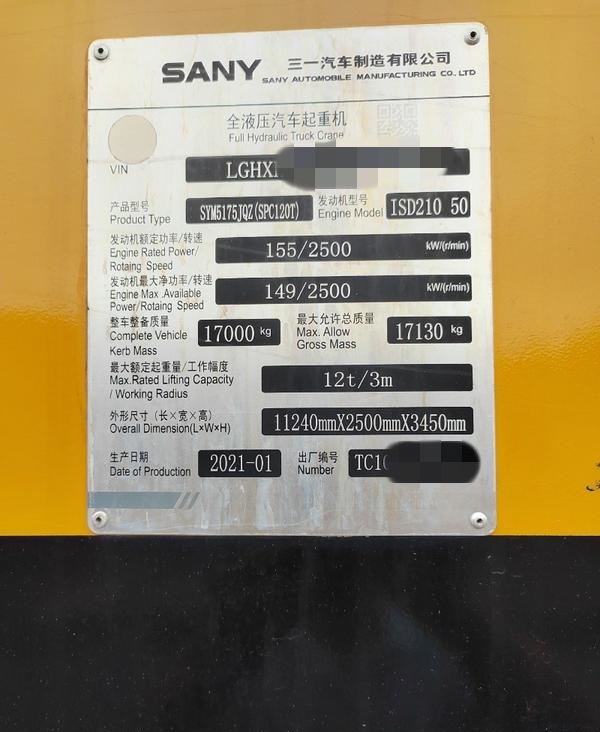 SANY 三一汽车制造有限公司
SANY AUTOMOBILE MANUFACTURING CO.,LTD
全液压汽车起重机
Full Hydraulic Truck Crane
VIN LGHX
产品型号 SYM5175JQZ(SPC120T) 发动机型号 ISD210 50
Product Type Engine Model
发动机额定功率/转速
Engine Rated Power/ 155/2500 kW/(r/min)
Rotaing Speed
发动机最大净功率/转速
Engine Max .Available 149/2500 kW/(r/min)
Power/Rotaing Speed
整车整备质量 最大允许总质量
Complete Vehicle 17000 kg Max. Allow 17130 kg
Kerb Mass Gross Mass
最大额定起重量/工作幅度
Max.Rated Lifting Capacity 12t/3m
/ Working Radius
外形尺寸（长×宽×高） 11240mmX2500mmX3450mm
Overall Dimension(L×W×H)
生产日期 2021-01 出厂编号 TC10
Date of Production Number